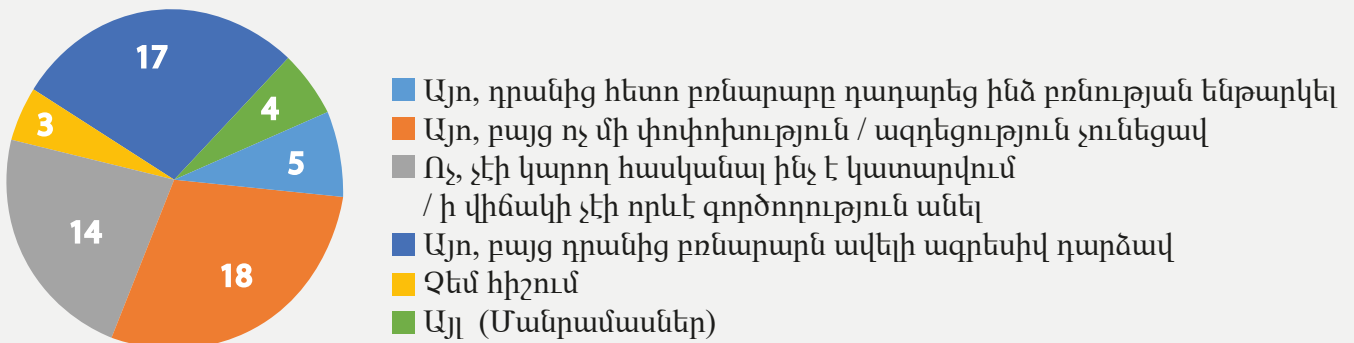 17
4
3
5
14
18
Այո, դրանից հետո բռնարարը դադարեց ինձ բռնության ենթարկել
Այո, բայց ոչ մի փոփոխություն / ազդեցություն չունեցավ
Ոչ, չէի կարող հասկանալ ինչ է կատարվում
/ ի վիճակի չէի որևէ գործողություն անել
Այո, բայց դրանից բռնարարն ավելի ագրեսիվ դարձավ
Չեմ հիշում
Այլ (Մանրամասներ)